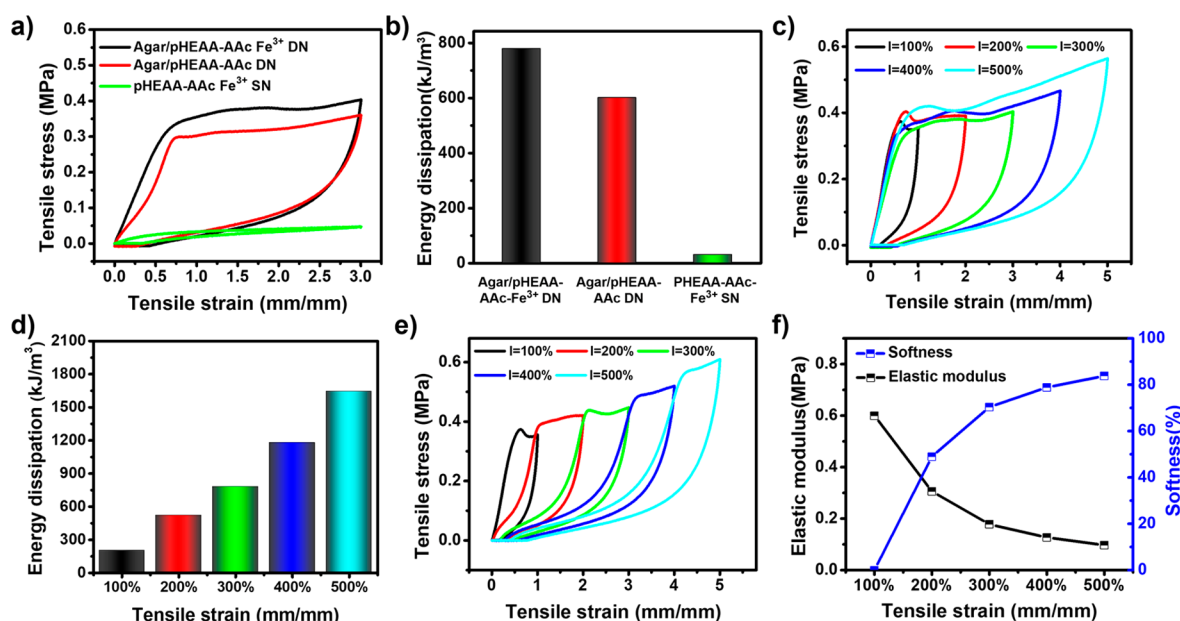 a)
Tensile stress (MPa)
0.6
0.5
0.4
0.3
0.2
0.1
0.0
Agar/pHEAA-AAc Fe³⁺ DN
Agar/pHEAA-AAc DN
pHEAA-AAc Fe³⁺ SN
0.0 0.5 1.0 1.5 2.0 2.5 3.0
Tensile strain (mm/mm)
b)
Energy dissipation(kJ/m³)
800
600
400
200
0
Agar/pHEAA-
AAc-Fe³⁺ DN
Agar/pHEAA-
AAc DN
PHEAA-AAc-
Fe³⁺ SN
c)
Tensile stress (MPa)
0.6
0.4
0.2
0.0
I=100% I=200% I=300%
I=400% I=500%
0 1 2 3 4 5
Tensile strain (mm/mm)
d)
Energy dissipation (kJ/m³)
2100
1800
1500
1200
900
600
300
0
100% 200% 300% 400% 500%
Tensile strain (mm/mm)
e)
Tensile stress (MPa)
0.6
0.4
0.2
0.0
I=100% I=200% I=300%
I=400% I=500%
0 1 2 3 4 5
Tensile strain (mm/mm)
f)
Elastic modulus(MPa)
0.8
0.6
0.4
0.2
0.0
Softness
Elastic modulus
100% 200% 300% 400% 500%
Tensile strain (mm/mm)
100
80
60
40
20
0
Softness(%)